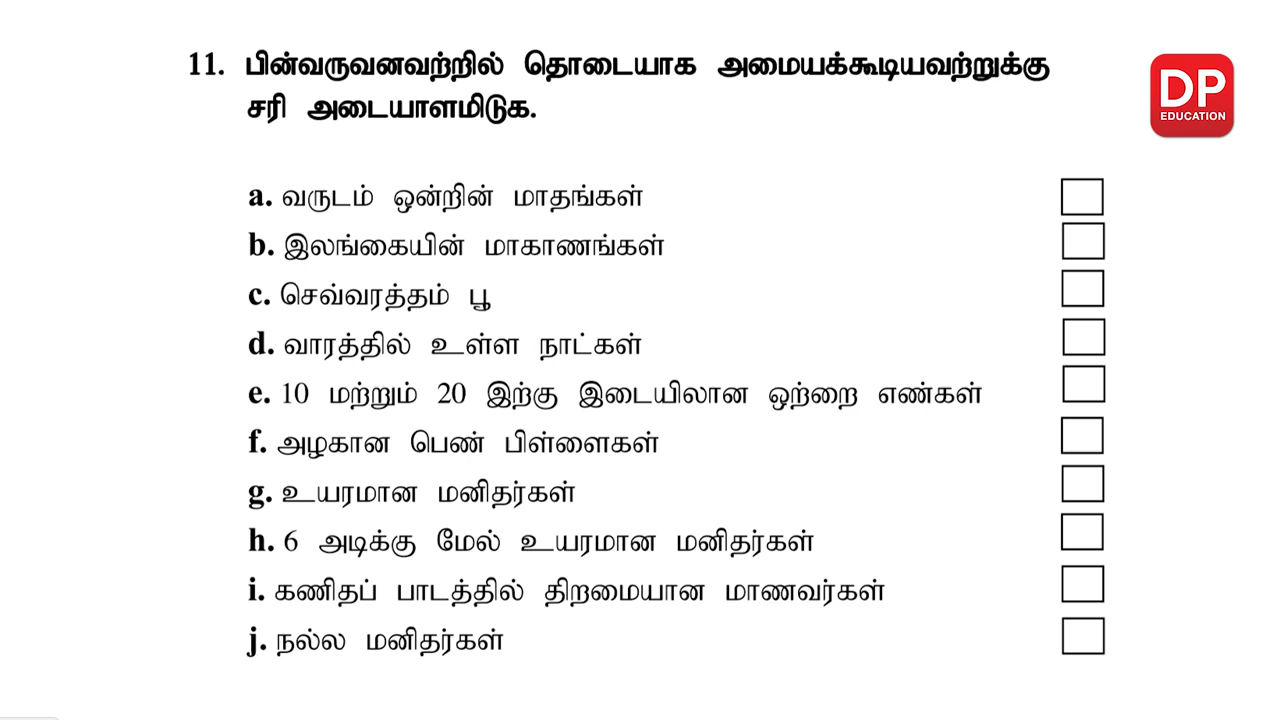 11. பின்வருவனவற்றில் தொடையாக அமையக்கூடியவற்றுக்கு
சரி அடையாளமிடுக.
DP
EDUCATION
a. வருடம் ஒன்றின் மாதங்கள்
b. இலங்கையின் மாகாணங்கள்
c. செவ்வரத்தம் பூ
d. வாரத்தில் உள்ள நாட்கள்
e. 10 மற்றும் 20 இற்கு இடையிலான ஒற்றை எண்கள்
f. அழகான பெண் பிள்ளைகள்
g. உயரமான மனிதர்கள்
h. 6 அடிக்கு மேல் உயரமான மனிதர்கள்
i. கணிதப் பாடத்தில் திறமையான மாணவர்கள்
j. நல்ல மனிதர்கள்